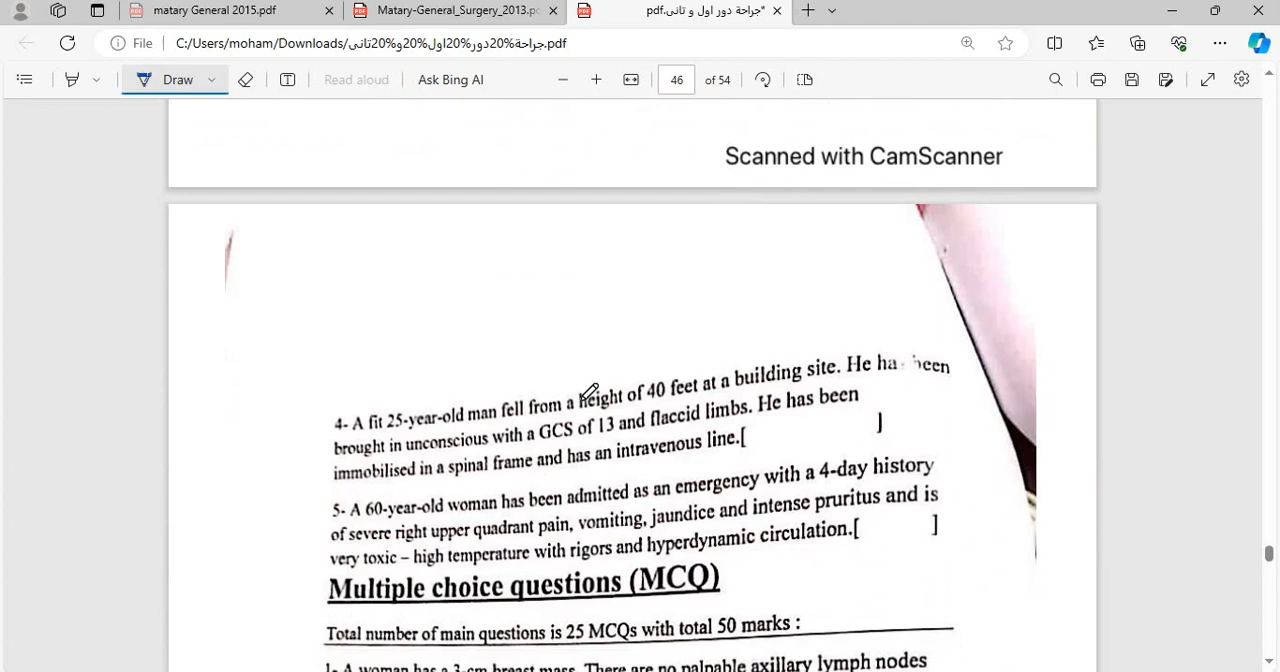 matary General 2015.pdf
Matary-General_Surgery_2013.pc
جراحة دور اول و ثانى.pdf*
File C:/Users/moham/Downloads/جراحة%20دور%20اول%20و%20ثانى.pdf
Draw Read aloud Ask Bing AI 46 of 54
Scanned with CamScanner
4- A fit 25-year-old man fell from a height of 40 feet at a building site. He has been
brought in unconscious with a GCS of 13 and flaccid limbs. He has been
immobilised in a spinal frame and has an intravenous line.[ ]
5- A 60-year-old woman has been admitted as an emergency with a 4-day history
of severe right upper quadrant pain, vomiting, jaundice and intense pruritus and is
very toxic – high temperature with rigors and hyperdynamic circulation.[ ]
Multiple choice questions (MCQ)
Total number of main questions is 25 MCQs with total 50 marks :
1- A woman has a 3-cm breast mass. There are no palpable axillary lymph nodes